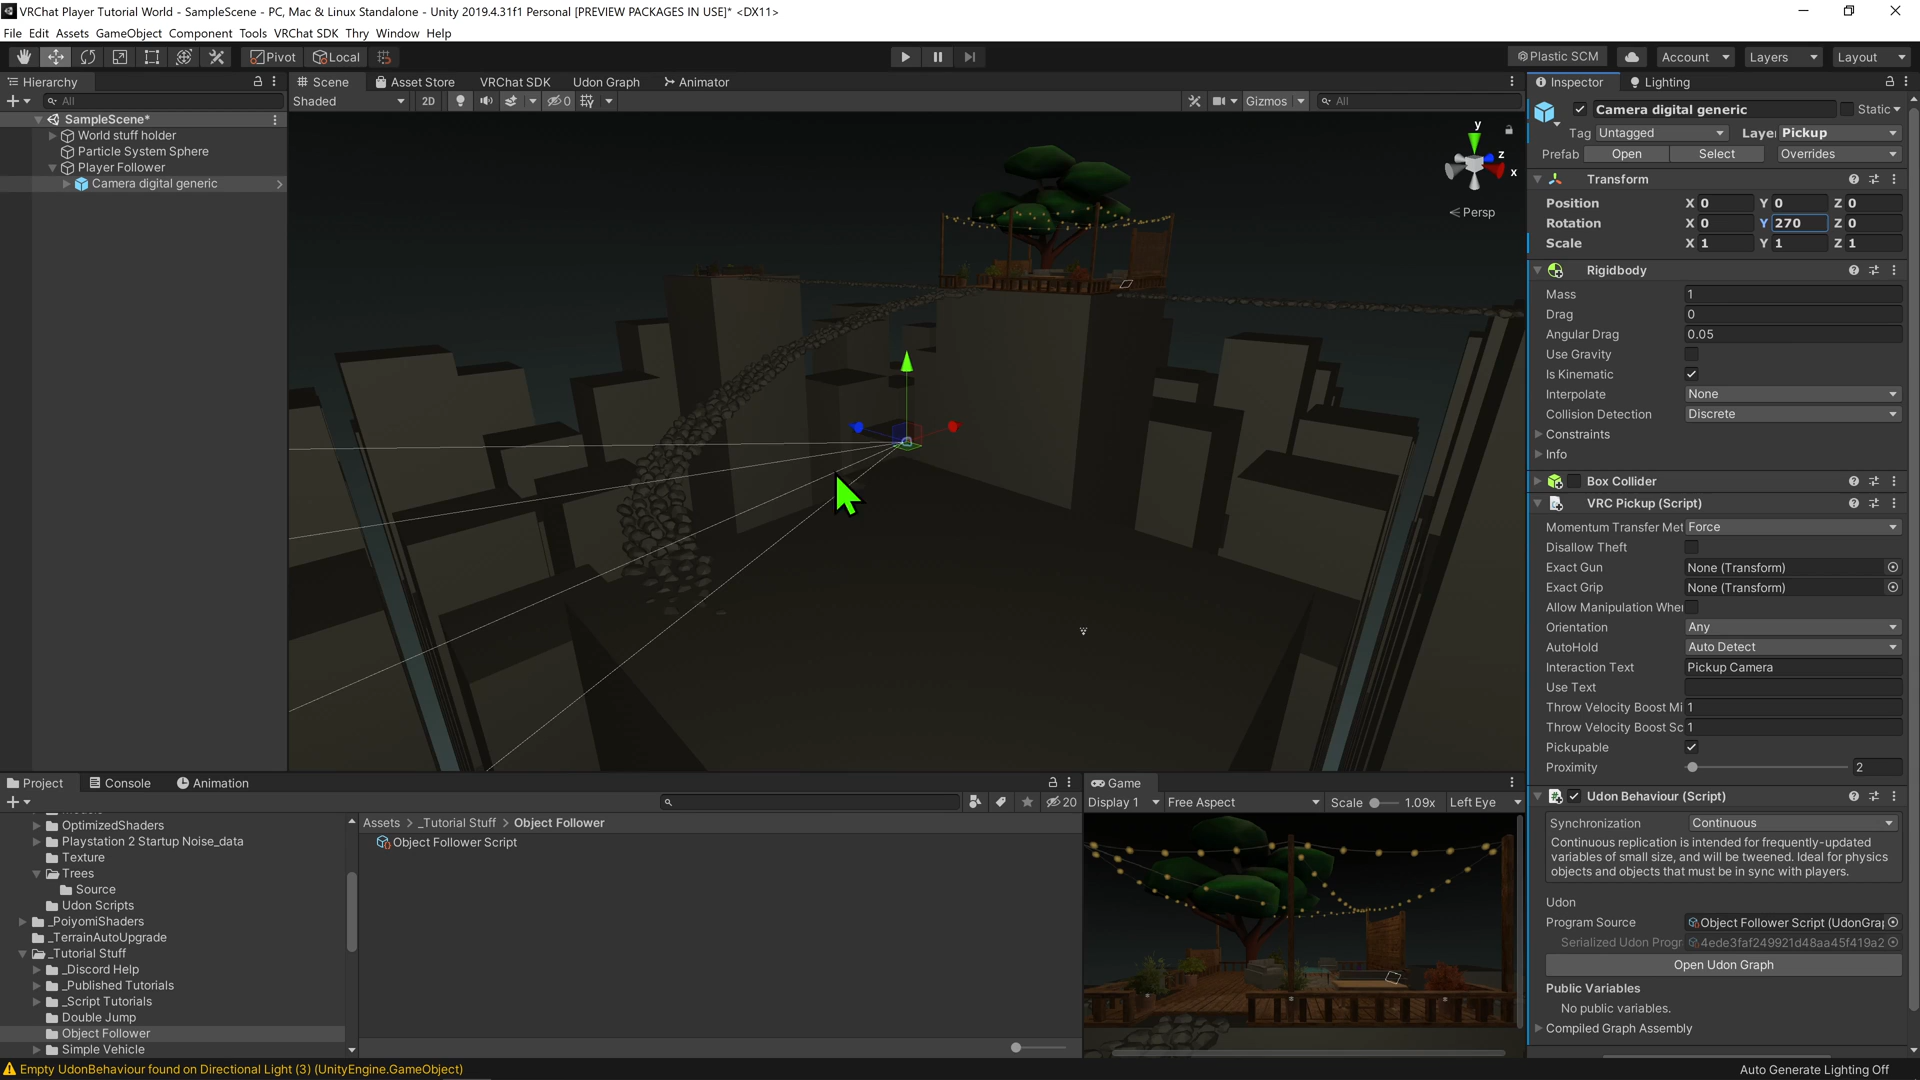 VRChat Player Tutorial World - SampleScene - PC, Mac & Linux Standalone - Unity 2019.4.31f1 Personal [PREVIEW PACKAGES IN USE]* <DX11>
File Edit Assets GameObject Component Tools VRChat SDK Thry Window Help
Pivot Local Plastic SCM Account Layers Layout
Hierarchy
All
SampleScene*
World stuff holder
Particle System Sphere
Player Follower
Camera digital generic
Scene Asset Store VRChat SDK Udon Graph Animator
Shaded 2D 0 Gizmos All
y
z
x
Persp
Inspector Lighting
Camera digital generic Static
Tag Untagged Laye Pickup
Prefab Open Select Overrides
Transform
Position X 0 Y 0 Z 0
Rotation X 0 Y 270 Z 0
Scale X 1 Y 1 Z 1
Rigidbody
Mass 1
Drag 0
Angular Drag 0.05
Use Gravity
Is Kinematic
Interpolate None
Collision Detection Discrete
Constraints
Info
Box Collider
VRC Pickup (Script)
Momentum Transfer Met Force
Disallow Theft
Exact Gun None (Transform)
Exact Grip None (Transform)
Allow Manipulation Whe
Orientation Any
AutoHold Auto Detect
Interaction Text Pickup Camera
Use Text
Throw Velocity Boost Mi 1
Throw Velocity Boost Sc 1
Pickupable
Proximity 2
Udon Behaviour (Script)
Synchronization Continuous
Continuous replication is intended for frequently-updated
variables of small size, and will be tweened. Ideal for physics
objects and objects that must be in sync with players.
Udon
Program Source Object Follower Script (UdonGra
Serialized Udon Progr 4ede3faf249921d48aa45f419a2
Open Udon Graph
Public Variables
No public variables.
Compiled Graph Assembly
Project Console Animation
20
OptimizedShaders
Playstation 2 Startup Noise_data
Texture
Trees
Source
Udon Scripts
_PoiyomiShaders
_TerrainAutoUpgrade
_Tutorial Stuff
_Discord Help
_Published Tutorials
_Script Tutorials
Double Jump
Object Follower
Simple Vehicle
Assets > _Tutorial Stuff > Object Follower
Object Follower Script
Game
Display 1 Free Aspect Scale 1.09x Left Eye
Empty UdonBehaviour found on Directional Light (3) (UnityEngine.GameObject)
Auto Generate Lighting Off